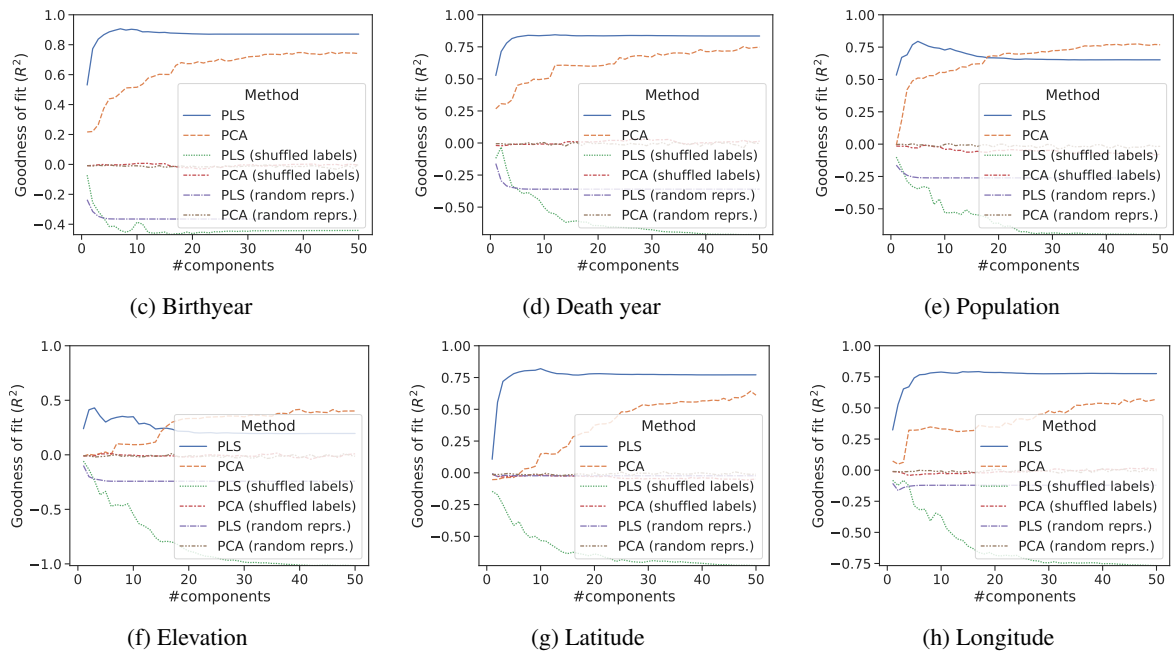 Goodness of fit (R²)
1.0
0.8
0.6
0.4
0.2
0.0
−0.2
−0.4
0 10 20 30 40 50
#components
Method
PLS
PCA
PLS (shuffled labels)
PCA (shuffled labels)
PLS (random reprs.)
PCA (random reprs.)
(c) Birthyear
Goodness of fit (R²)
1.00
0.75
0.50
0.25
0.00
−0.25
−0.50
0 10 20 30 40 50
#components
Method
PLS
PCA
PLS (shuffled labels)
PCA (shuffled labels)
PLS (random reprs.)
PCA (random reprs.)
(d) Death year
Goodness of fit (R²)
1.00
0.75
0.50
0.25
0.00
−0.25
−0.50
0 10 20 30 40 50
#components
Method
PLS
PCA
PLS (shuffled labels)
PCA (shuffled labels)
PLS (random reprs.)
PCA (random reprs.)
(e) Population
Goodness of fit (R²)
1.0
0.5
0.0
−0.5
−1.0
0 10 20 30 40 50
#components
Method
PLS
PCA
PLS (shuffled labels)
PCA (shuffled labels)
PLS (random reprs.)
PCA (random reprs.)
(f) Elevation
Goodness of fit (R²)
1.00
0.75
0.50
0.25
0.00
−0.25
−0.50
0 10 20 30 40 50
#components
Method
PLS
PCA
PLS (shuffled labels)
PCA (shuffled labels)
PLS (random reprs.)
PCA (random reprs.)
(g) Latitude
Goodness of fit (R²)
1.00
0.75
0.50
0.25
0.00
−0.25
−0.50
−0.75
0 10 20 30 40 50
#components
Method
PLS
PCA
PLS (shuffled labels)
PCA (shuffled labels)
PLS (random reprs.)
PCA (random reprs.)
(h) Longitude